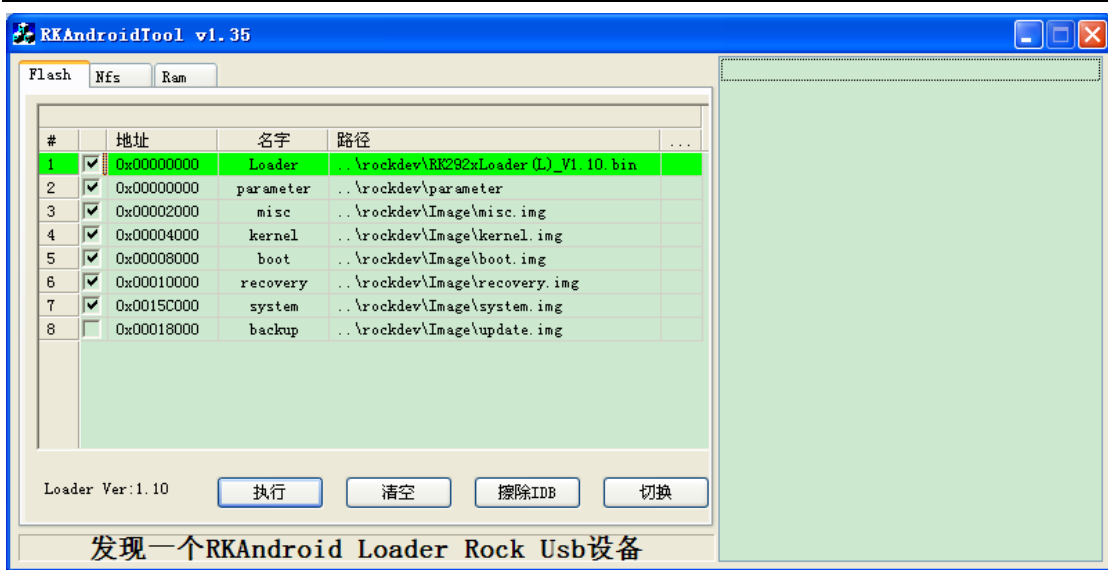 RKAndroidTool v1.35
Flash Nfs Ram
# 地址 名字 路径 ...
1 0x00000000 Loader ..\rockdev\RK292xLoader(L)_V1.10.bin
2 0x00000000 parameter ..\rockdev\parameter
3 0x00002000 misc ..\rockdev\Image\misc.img
4 0x00004000 kernel ..\rockdev\Image\kernel.img
5 0x00008000 boot ..\rockdev\Image\boot.img
6 0x00010000 recovery ..\rockdev\Image\recovery.img
7 0x0015C000 system ..\rockdev\Image\system.img
8 0x00018000 backup ..\rockdev\Image\update.img
Loader Ver:1.10 执行 清空 擦除IDB 切换
发现一个RKAndroid Loader Rock Usb设备